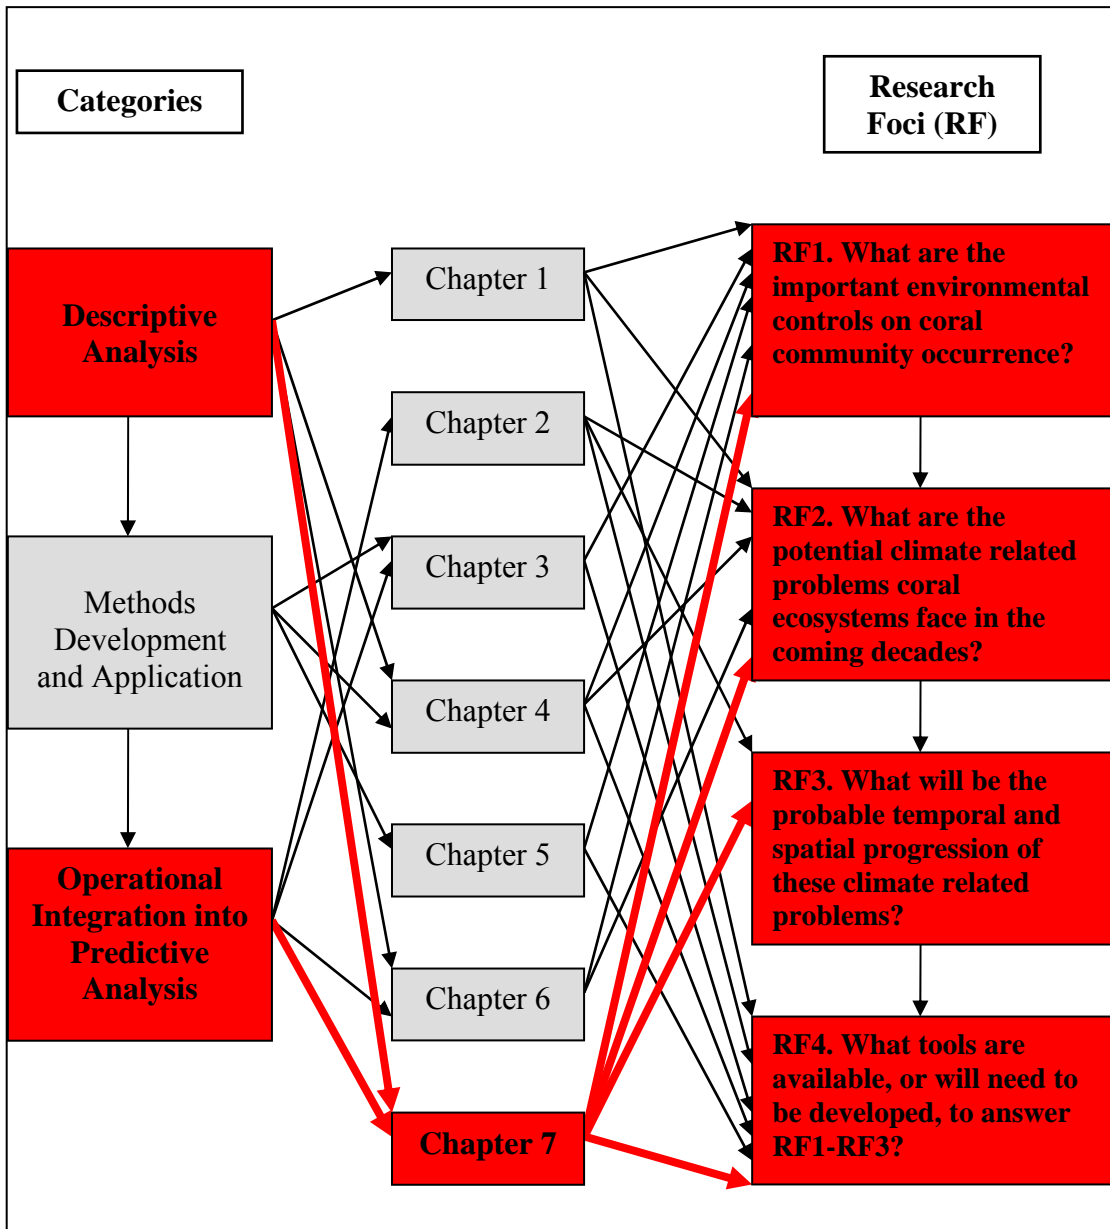 Categories
Research
Foci (RF)
Descriptive
Analysis
Methods
Development
and Application
Operational
Integration into
Predictive
Analysis
Chapter 1
Chapter 2
Chapter 3
Chapter 4
Chapter 5
Chapter 6
Chapter 7
RF1. What are the
important environmental
controls on coral
community occurrence?
RF2. What are the
potential climate related
problems coral
ecosystems face in the
coming decades?
RF3. What will be the
probable temporal and
spatial progression of
these climate related
problems?
RF4. What tools are
available, or will need to
be developed, to answer
RF1-RF3?